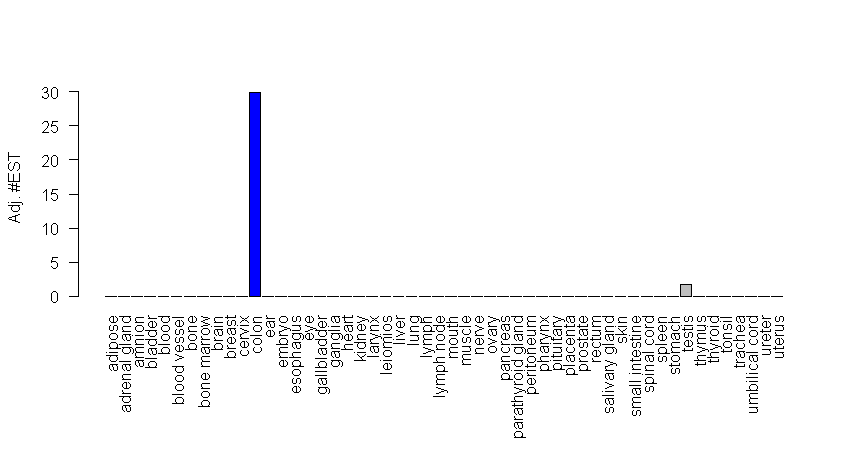 Adj. #EST
30
25
20
15
10
5
0
adipose
adrenal gland
amnion
bladder
blood
blood vessel
bone
bone marrow
brain
breast
cervix
colon
ear
embryo
esophagus
eye
gallbladder
ganglia
heart
kidney
larynx
leiomios
liver
lung
lymph
lymph node
mouth
muscle
nerve
ovary
pancreas
parathyroid gland
peritoneum
pharynx
pituitary
placenta
prostate
rectum
salivary gland
skin
small intestine
spinal cord
spleen
stomach
testis
thymus
thyroid
tonsil
trachea
umbilical cord
ureter
uterus